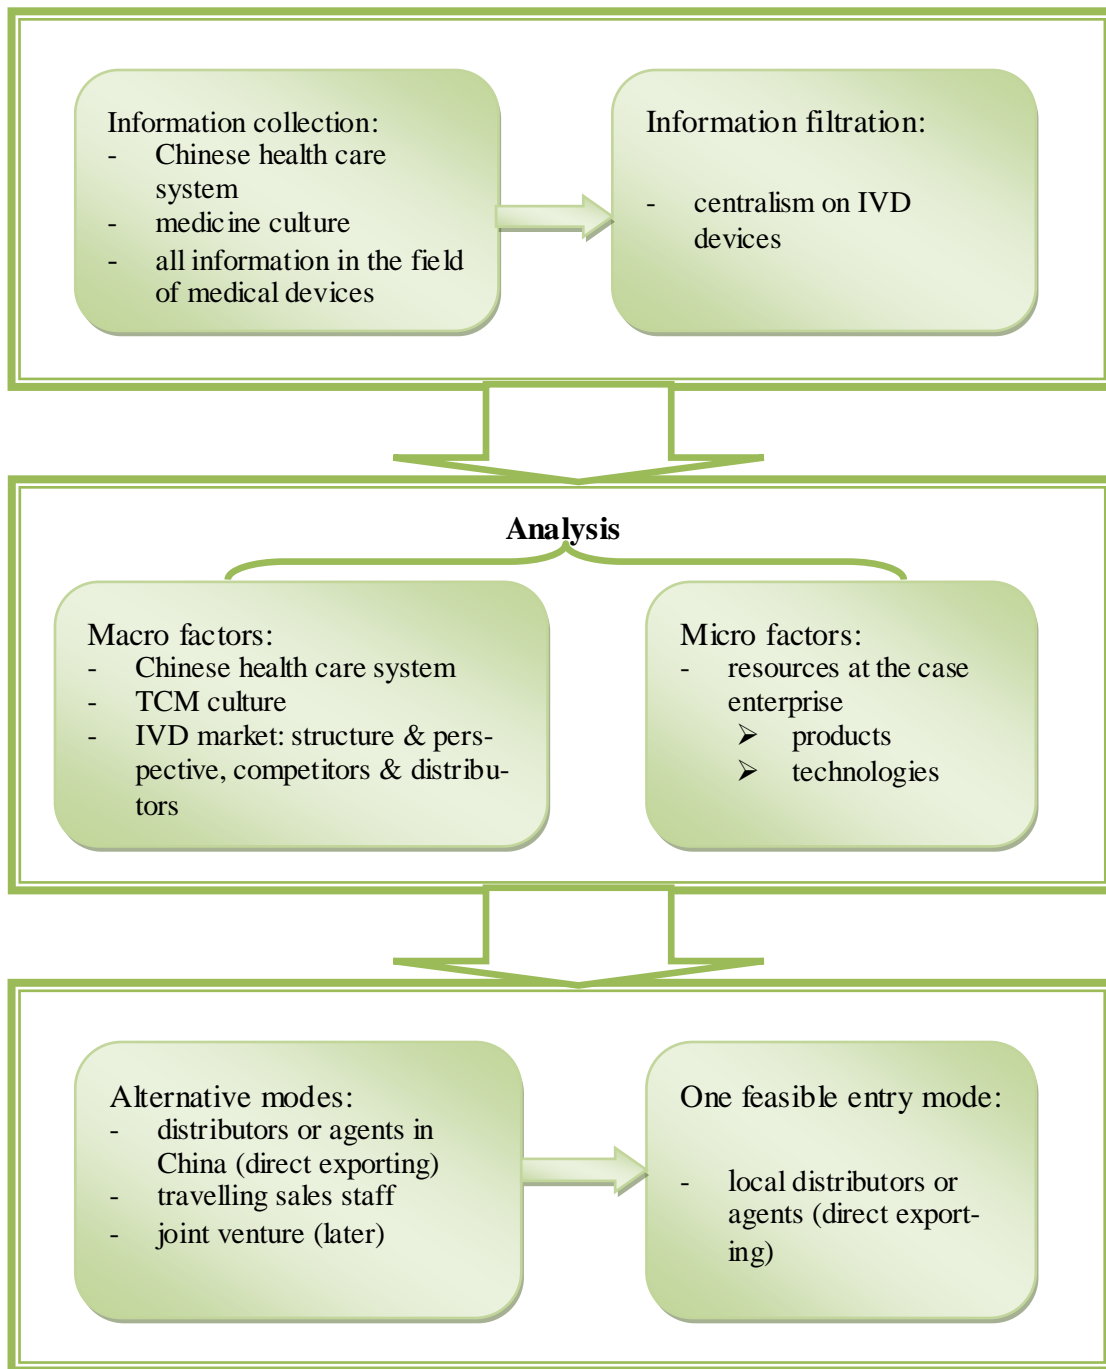 Information collection:
- Chinese health care
system
- medicine culture
- all information in the field
of medical devices
Information filtration:
- centralism on IVD
devices
Analysis
Macro factors:
- Chinese health care system
- TCM culture
- IVD market: structure & pers-
pective, competitors & distribu-
tors
Micro factors:
- resources at the case
enterprise
➢ products
➢ technologies
Alternative modes:
- distributors or agents in
China (direct exporting)
- travelling sales staff
- joint venture (later)
One feasible entry mode:
- local distributors or
agents (direct export-
ing)